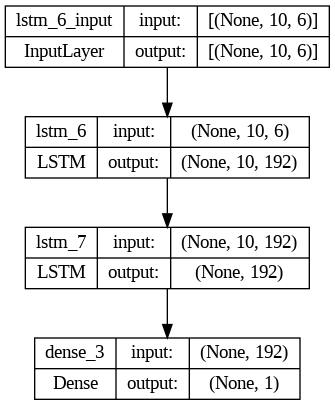 lstm_6_input input: [(None, 10, 6)]
InputLayer output: [(None, 10, 6)]
lstm_6 input: (None, 10, 6)
LSTM output: (None, 10, 192)
lstm_7 input: (None, 10, 192)
LSTM output: (None, 192)
dense_3 input: (None, 192)
Dense output: (None, 1)